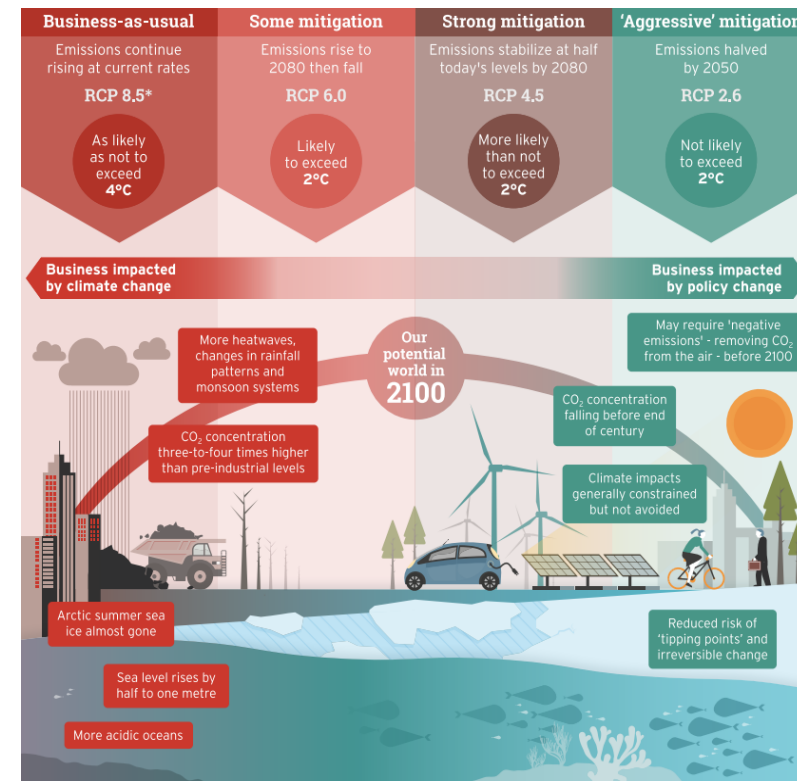 Business-as-usual
Emissions continue
rising at current rates
RCP 8.5*
As likely
as not to
exceed
4°C
Some mitigation
Emissions rise to
2080 then fall
RCP 6.0
Likely
to exceed
2°C
Strong mitigation
Emissions stabilize at half
today's levels by 2080
RCP 4.5
More likely
than not
to exceed
2°C
‘Aggressive’ mitigation
Emissions halved
by 2050
RCP 2.6
Not likely
to exceed
2°C
Business impacted
by climate change
Business impacted
by policy change
More heatwaves,
changes in rainfall
patterns and
monsoon systems
Our
potential
world in
2100
May require 'negative
emissions' - removing CO₂
from the air - before 2100
CO₂ concentration
three-to-four times higher
than pre-industrial levels
CO₂ concentration
falling before end
of century
Climate impacts
generally constrained
but not avoided
Arctic summer sea
ice almost gone
Sea level rises by
half to one metre
More acidic oceans
Reduced risk of
‘tipping points’ and
irreversible change